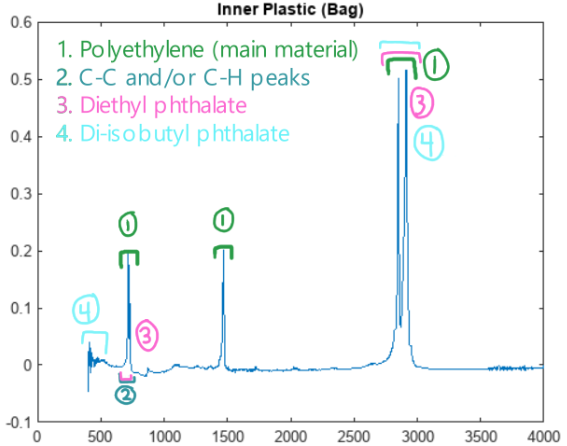 Inner Plastic (Bag)
0.6
1. Polyethylene (main material)
2. C-C and/or C-H peaks
3. Diethyl phthalate
4. Di-isobutyl phthalate
1
3
4
0.5
0.4
0.3
1
1
0.2
0.1
4
3
0
2
-0.1
0 500 1000 1500 2000 2500 3000 3500 4000